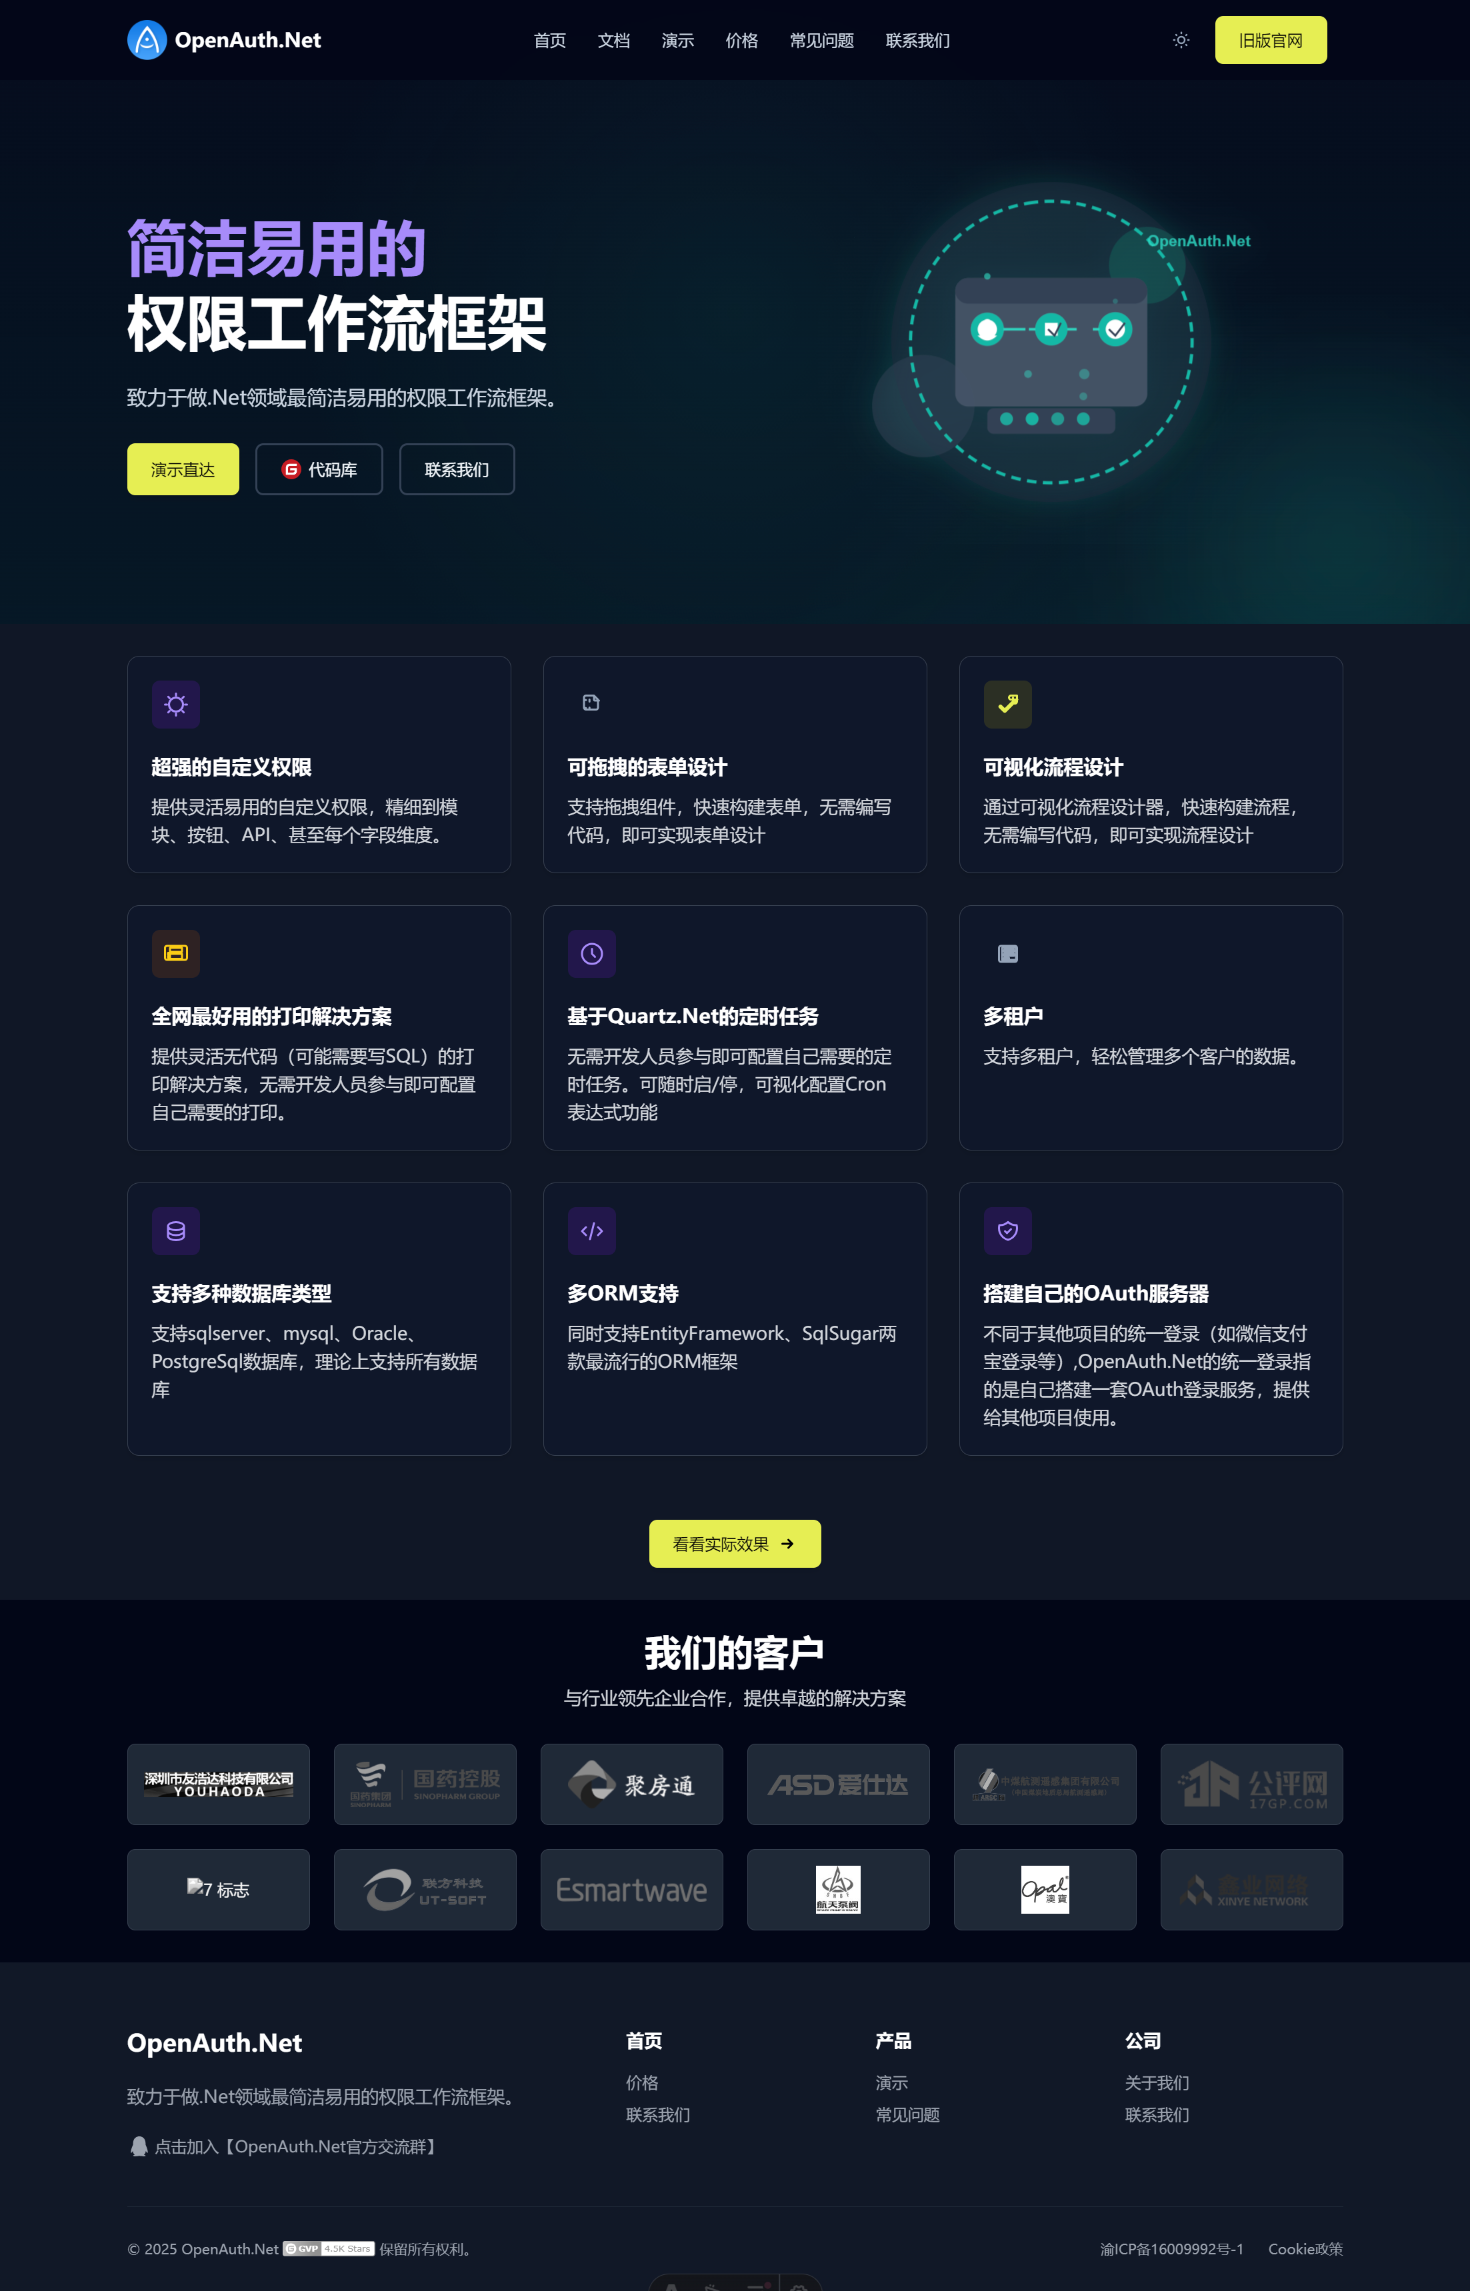 OpenAuth.Net
首页
文档
演示
价格
常见问题
联系我们
旧版官网
简洁易用的
权限工作流框架
致力于做.Net领域最简洁易用的权限工作流框架。
演示直达
代码库
联系我们
OpenAuth.Net
超强的自定义权限
提供灵活易用的自定义权限，精细到模
块、按钮、API、甚至每个字段维度。
可拖拽的表单设计
支持拖拽组件，快速构建表单，无需编写
代码，即可实现表单设计
可视化流程设计
通过可视化流程设计器，快速构建流程，
无需编写代码，即可实现流程设计
全网最好用的打印解决方案
提供灵活无代码（可能需要写SQL）的打
印解决方案，无需开发人员参与即可配置
自己需要的打印。
基于Quartz.Net的定时任务
无需开发人员参与即可配置自己需要的定
时任务。可随时启/停，可视化配置Cron
表达式功能
多租户
支持多租户，轻松管理多个客户的数据。
支持多种数据库类型
支持sqlserver、mysql、Oracle、
PostgreSql数据库，理论上支持所有数据
库
多ORM支持
同时支持EntityFramework、SqlSugar两
款最流行的ORM框架
搭建自己的OAuth服务器
不同于其他项目的统一登录（如微信支付
宝登录等）,OpenAuth.Net的统一登录指
的是自己搭建一套OAuth登录服务，提供
给其他项目使用。
看看实际效果
我们的客户
与行业领先企业合作，提供卓越的解决方案
深圳市友浩达科技有限公司
YOUHAODA
国药集团
SINOPHARM
国药控股
SINOPHARM GROUP
聚房通
ASD 爱仕达
中煤航测遥感集团有限公司
公评网
17GP.COM
7 标志
联方科技
UT-SOFT
Esmartwave
航天泵阀
Opal
澳寶
鑫业网络
XINYE NETWORK
OpenAuth.Net
致力于做.Net领域最简洁易用的权限工作流框架。
点击加入【OpenAuth.Net官方交流群】
首页
价格
联系我们
产品
演示
常见问题
公司
关于我们
联系我们
© 2025 OpenAuth.Net
G GVP 4.5K Stars
保留所有权利。
渝ICP备16009992号-1
Cookie政策